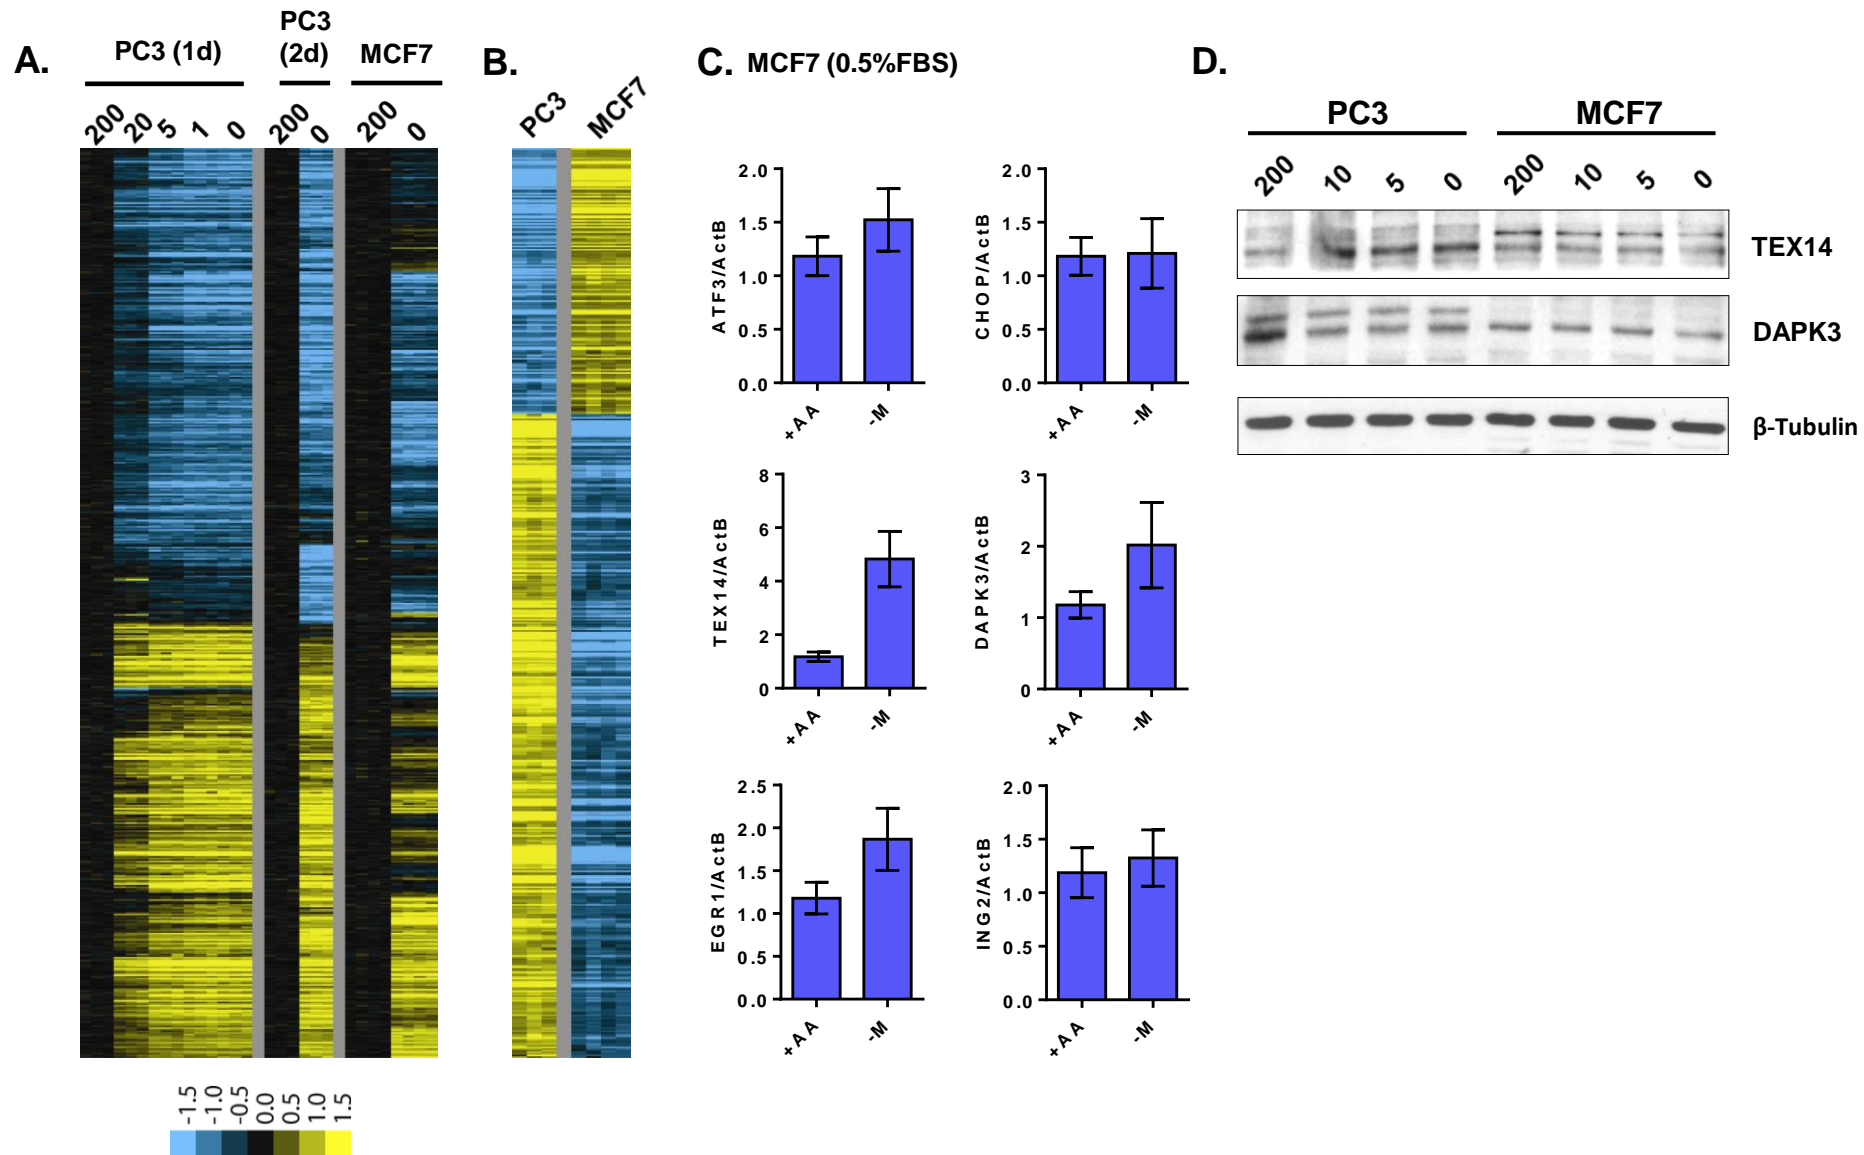 A.
PC3 (1d)
PC3
(2d)
MCF7
200
20
5
1
0
200
0
200
0
-1.5
-1.0
-0.5
0.0
0.5
1.0
1.5
B.
PC3
MCF7
C. MCF7 (0.5%FBS)
ATF3/ActB
2.0
1.5
1.0
0.5
0.0
+AA
-M
CHOP/ActB
2.0
1.5
1.0
0.5
0.0
+AA
-M
TEX14/ActB
8
6
4
2
0
+AA
-M
DAPK3/ActB
3
2
1
0
+AA
-M
EGR1/ActB
2.5
2.0
1.5
1.0
0.5
0.0
+AA
-M
ING2/ActB
2.0
1.5
1.0
0.5
0.0
+AA
-M
D.
PC3
MCF7
200
10
5
0
200
10
5
0
TEX14
DAPK3
β-Tubulin